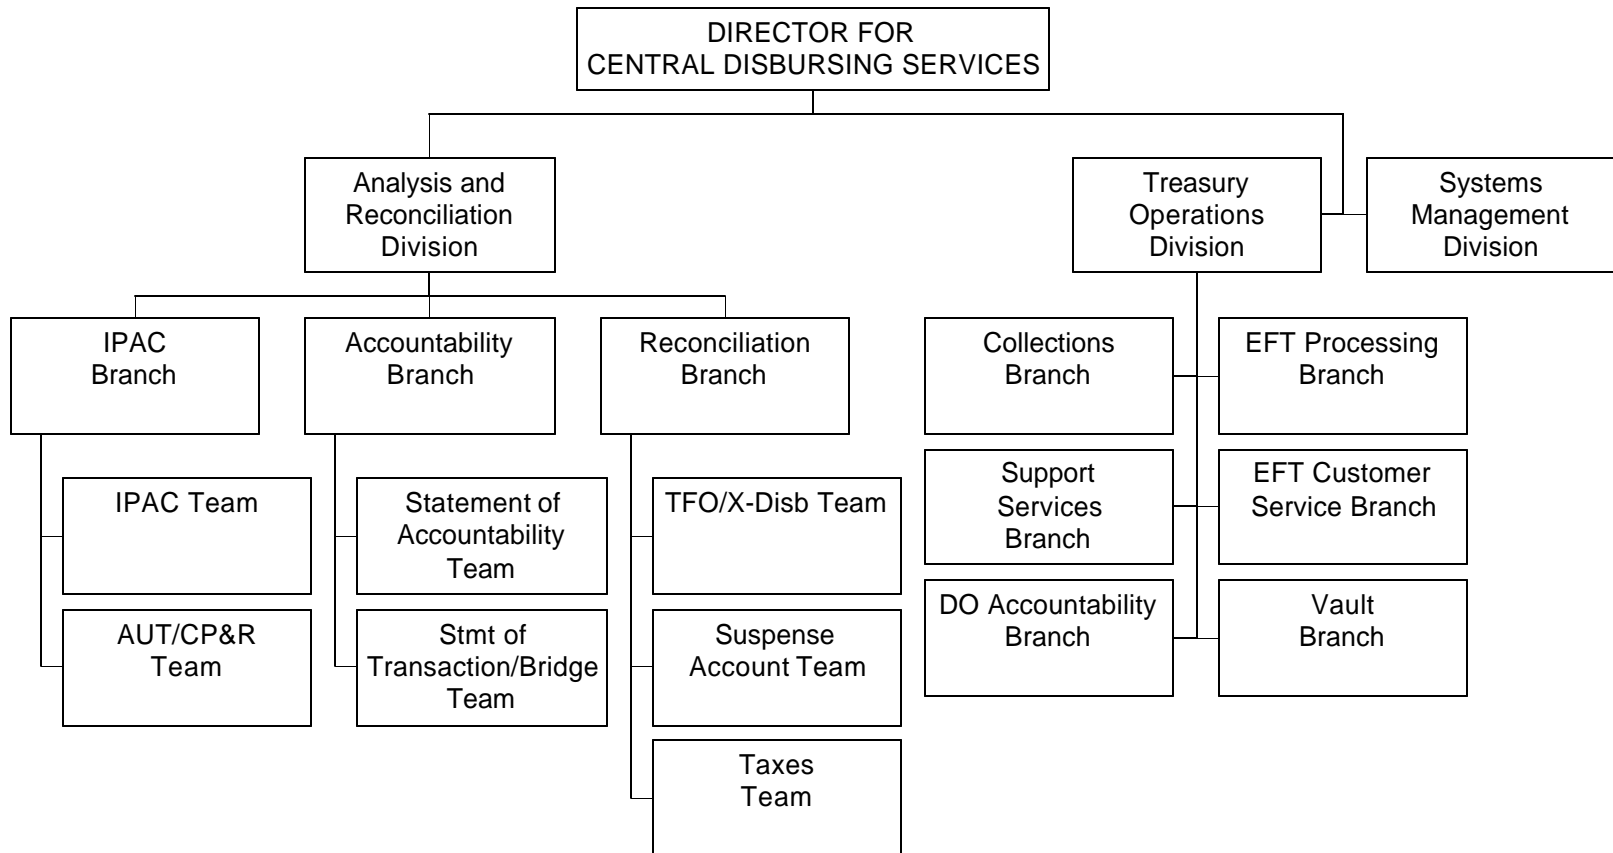 DIRECTOR FOR
CENTRAL DISBURSING SERVICES
Analysis and
Reconciliation
Division
Treasury
Operations
Division
Systems
Management
Division
IPAC
Branch
Accountability
Branch
Reconciliation
Branch
Collections
Branch
EFT Processing
Branch
IPAC Team
Statement of
Accountability
Team
TFO/X-Disb Team
Support
Services
Branch
EFT Customer
Service Branch
AUT/CP&R
Team
Stmt of
Transaction/Bridge
Team
Suspense
Account Team
DO Accountability
Branch
Vault
Branch
Taxes
Team